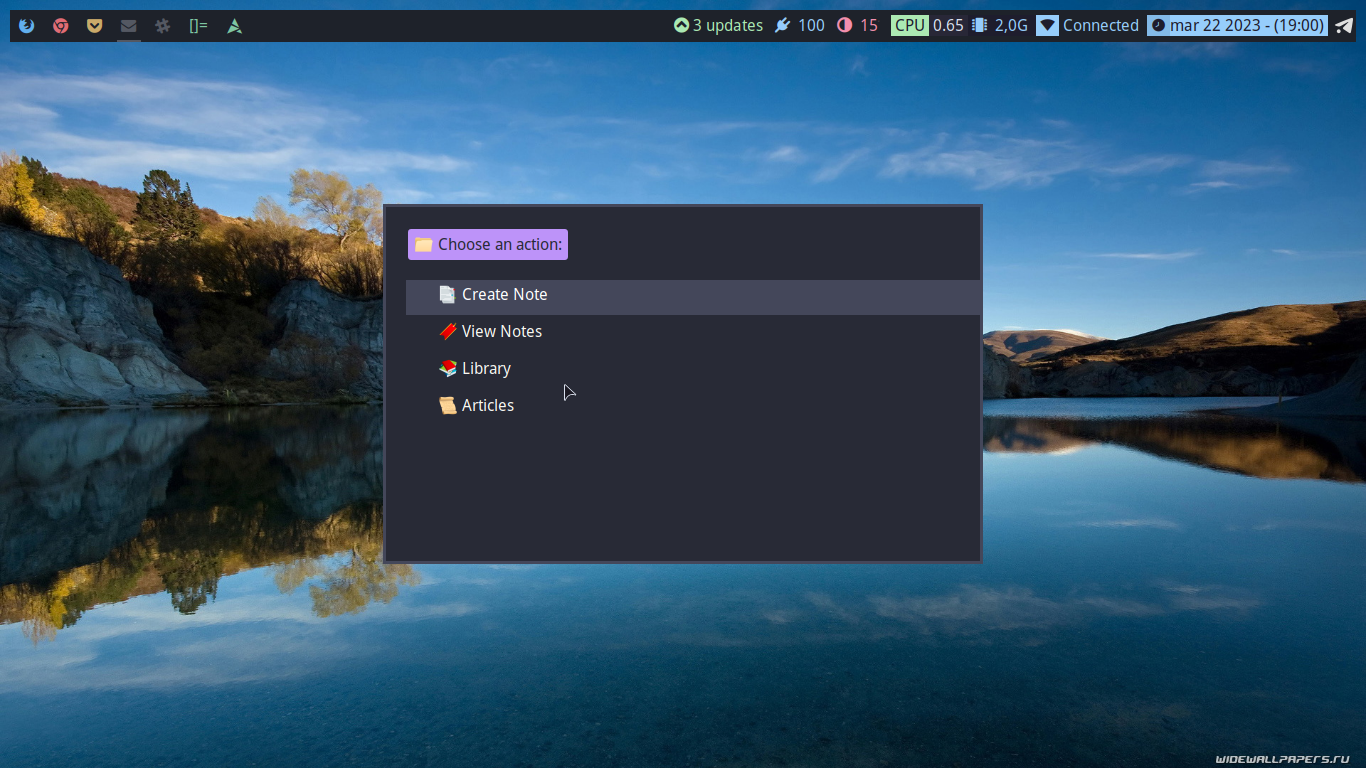 []= 3 updates 100 15 CPU 0.65 2,0G Connected mar 22 2023 - (19:00)
Choose an action:
Create Note
View Notes
Library
Articles
WIDEWALLPAPERS.RU